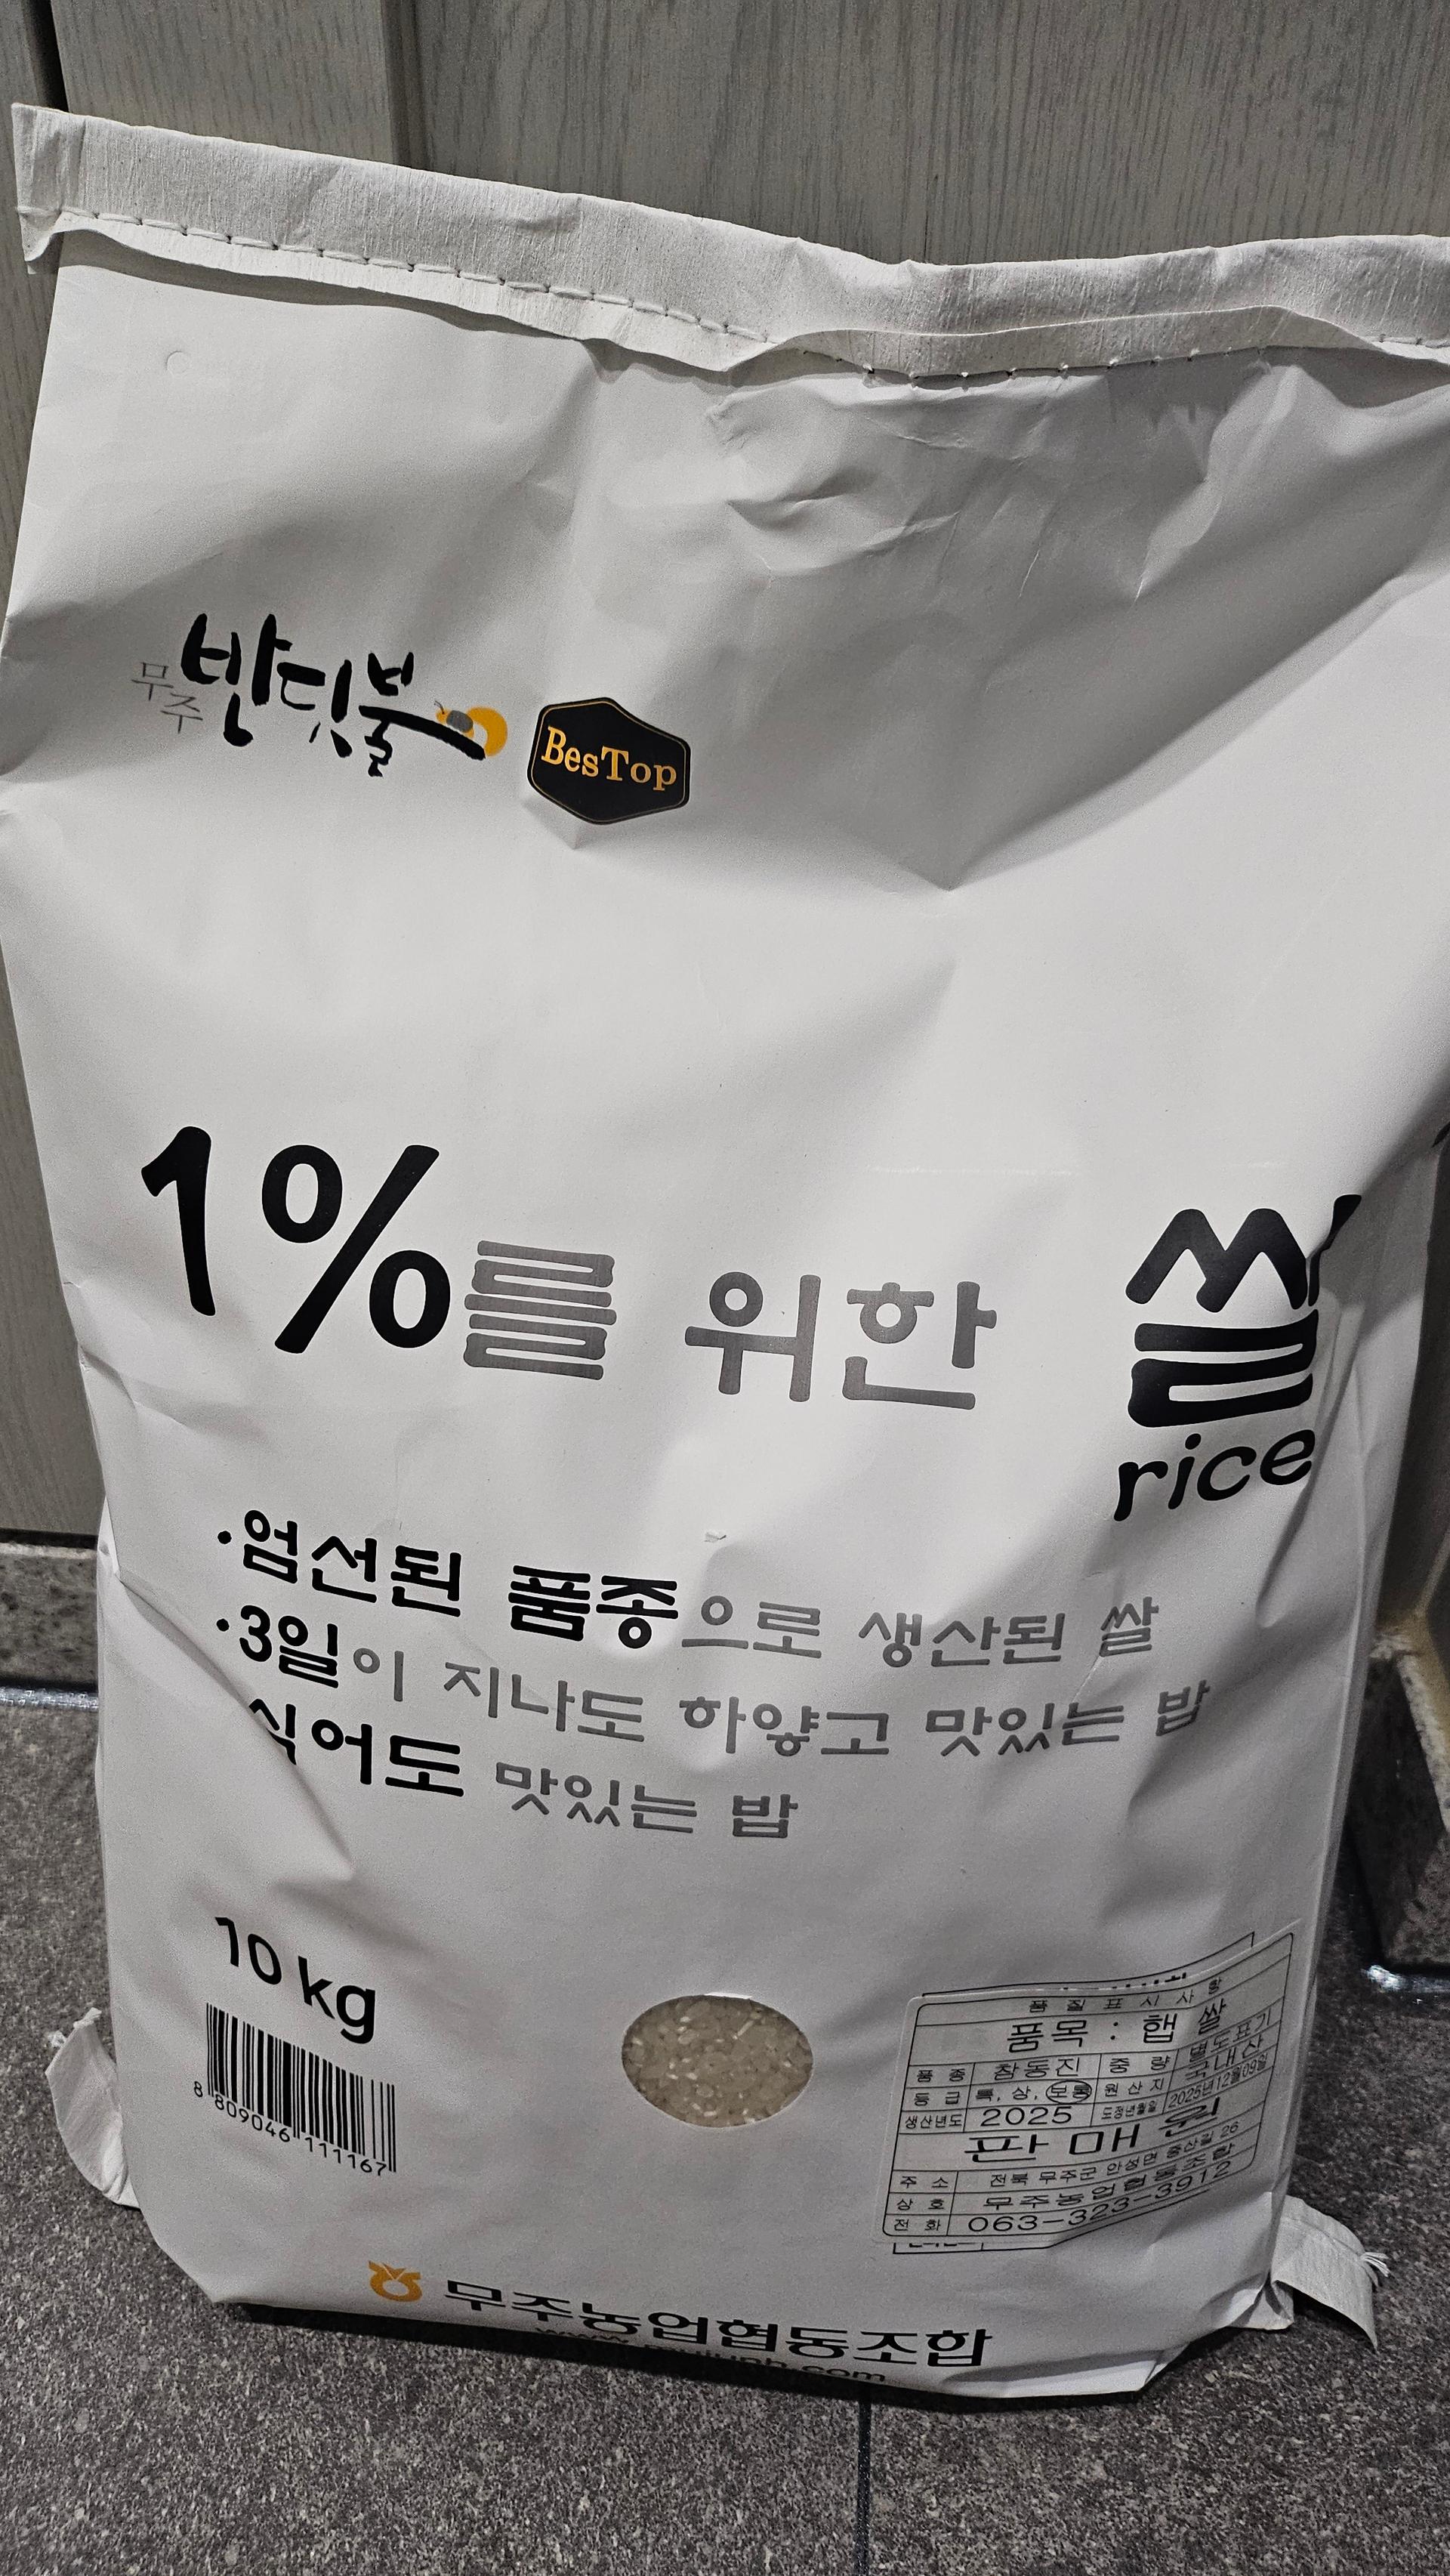 무주 반딧불
BesTop
1%를 위한 쌀
rice
·엄선된 품종으로 생산된 쌀
·3일이 지나도 하얗고 맛있는 밥
식어도 맛있는 밥
10 kg
8 809046 111167
품질표시사항
품목 : 햅쌀
품종 참동진 중량 별도표기
등급 특, 상, 보통 원산지 국내산
생산년도 2025 도정년월일 2025년12월09일
판매원
주소 전북 무주군 안성면 용산길 26
상호 무주농업협동조합
전화 063-323-3912
무주농업협동조합